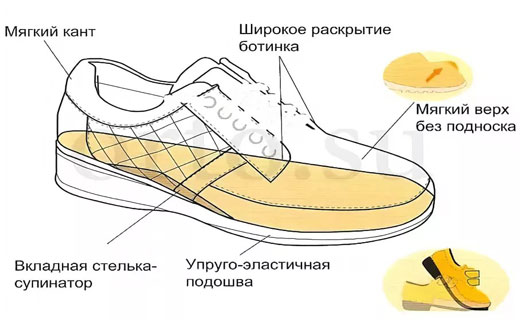 Мягкий кант
Широкое раскрытие
ботинка
Мягкий верх
без подноска
Вкладная стелька-
супинатор
Упруго-эластичная
подошва